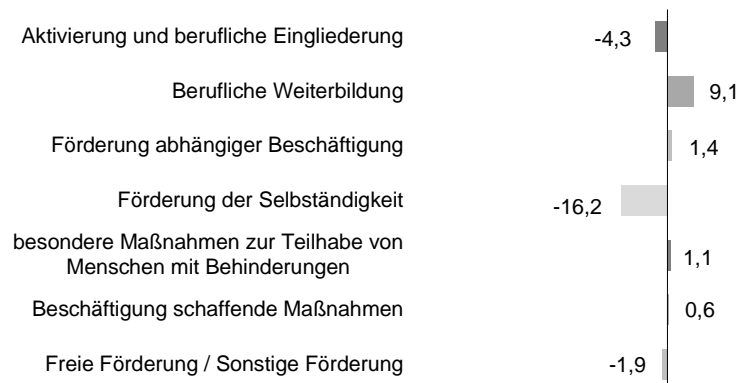 Aktivierung und berufliche Eingliederung -4,3
Berufliche Weiterbildung 9,1
Förderung abhängiger Beschäftigung 1,4
Förderung der Selbständigkeit -16,2
besondere Maßnahmen zur Teilhabe von
Menschen mit Behinderungen 1,1
Beschäftigung schaffende Maßnahmen 0,6
Freie Förderung / Sonstige Förderung -1,9